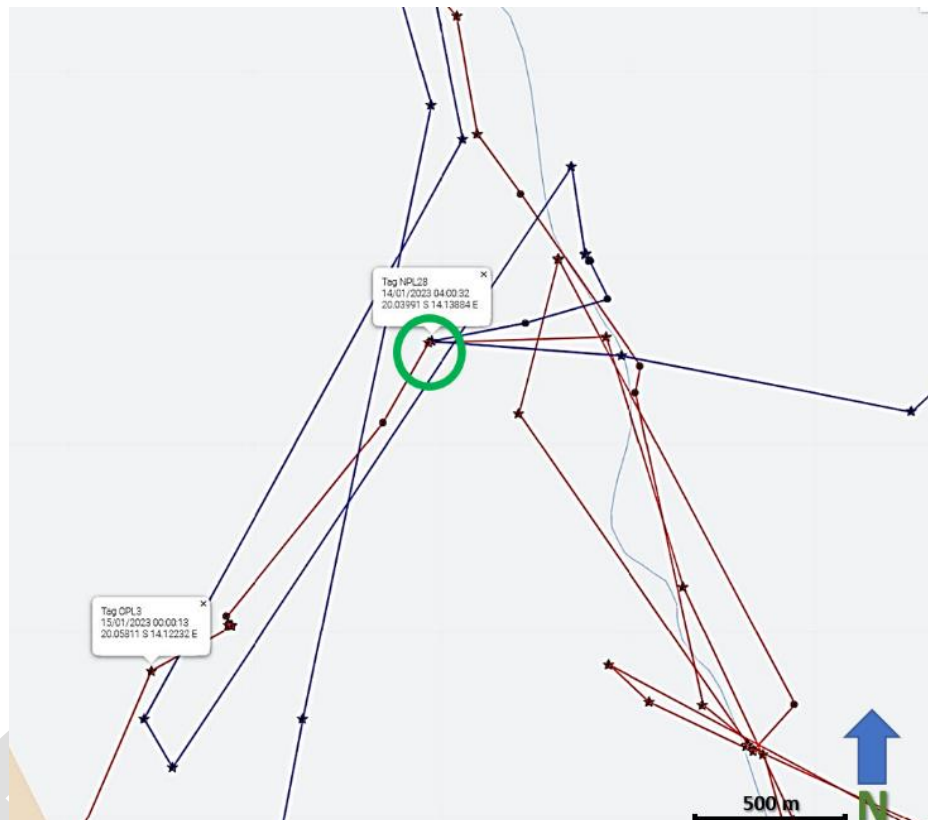 Tag NPL28
14/01/2023 04:00:32
20.03991 S 14.13884 E
Tag OPL3
15/01/2023 00:00:13
20.05811 S 14.12232 E
500 m
N